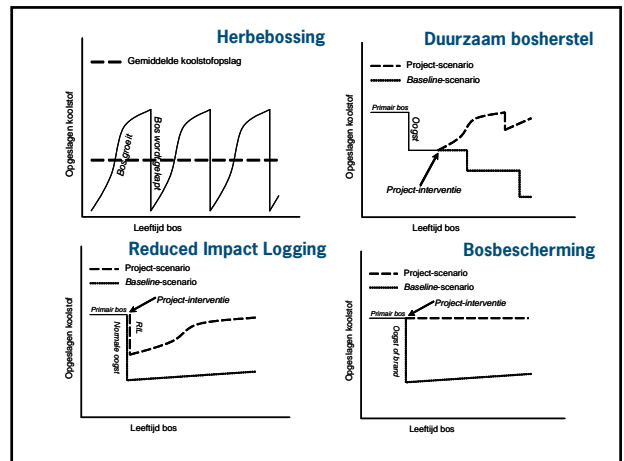 Herbebossing
Gemiddelde koolstofopslag
Opgeslagen koolstof
Bos groeit
Bos wordt gekapt
Leeftijd bos
Duurzaam bosherstel
Project-scenario
Baseline-scenario
Primair bos
Oogst
Opgeslagen koolstof
Project-interventie
Leeftijd bos
Reduced Impact Logging
Project-scenario
Baseline-scenario
Primair bos
Project-interventie
Opgeslagen koolstof
Normale oogst
RIL
Leeftijd bos
Bosbescherming
Project-scenario
Baseline-scenario
Primair bos
Project-interventie
Opgeslagen koolstof
Oogst of brand
Leeftijd bos